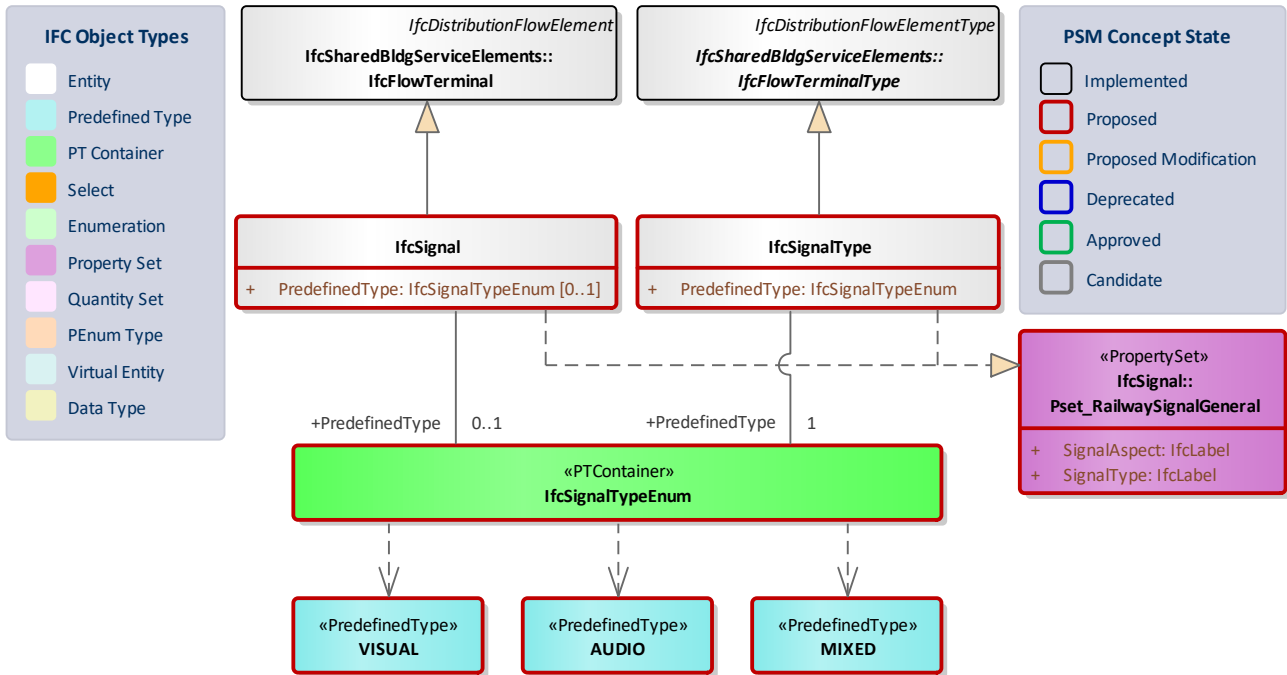 IFC Object Types
Entity
Predefined Type
PT Container
Select
Enumeration
Property Set
Quantity Set
PEnum Type
Virtual Entity
Data Type
IfcDistributionFlowElement
IfcSharedBldgServiceElements::
IfcFlowTerminal
IfcDistributionFlowElementType
IfcSharedBldgServiceElements::
IfcFlowTerminalType
PSM Concept State
Implemented
Proposed
Proposed Modification
Deprecated
Approved
Candidate
IfcSignal
+ PredefinedType: IfcSignalTypeEnum [0..1]
IfcSignalType
+ PredefinedType: IfcSignalTypeEnum
«PropertySet»
IfcSignal::
Pset_RailwaySignalGeneral
+ SignalAspect: IfcLabel
+ SignalType: IfcLabel
+PredefinedType 0..1
+PredefinedType 1
«PTContainer»
IfcSignalTypeEnum
«PredefinedType»
VISUAL
«PredefinedType»
AUDIO
«PredefinedType»
MIXED